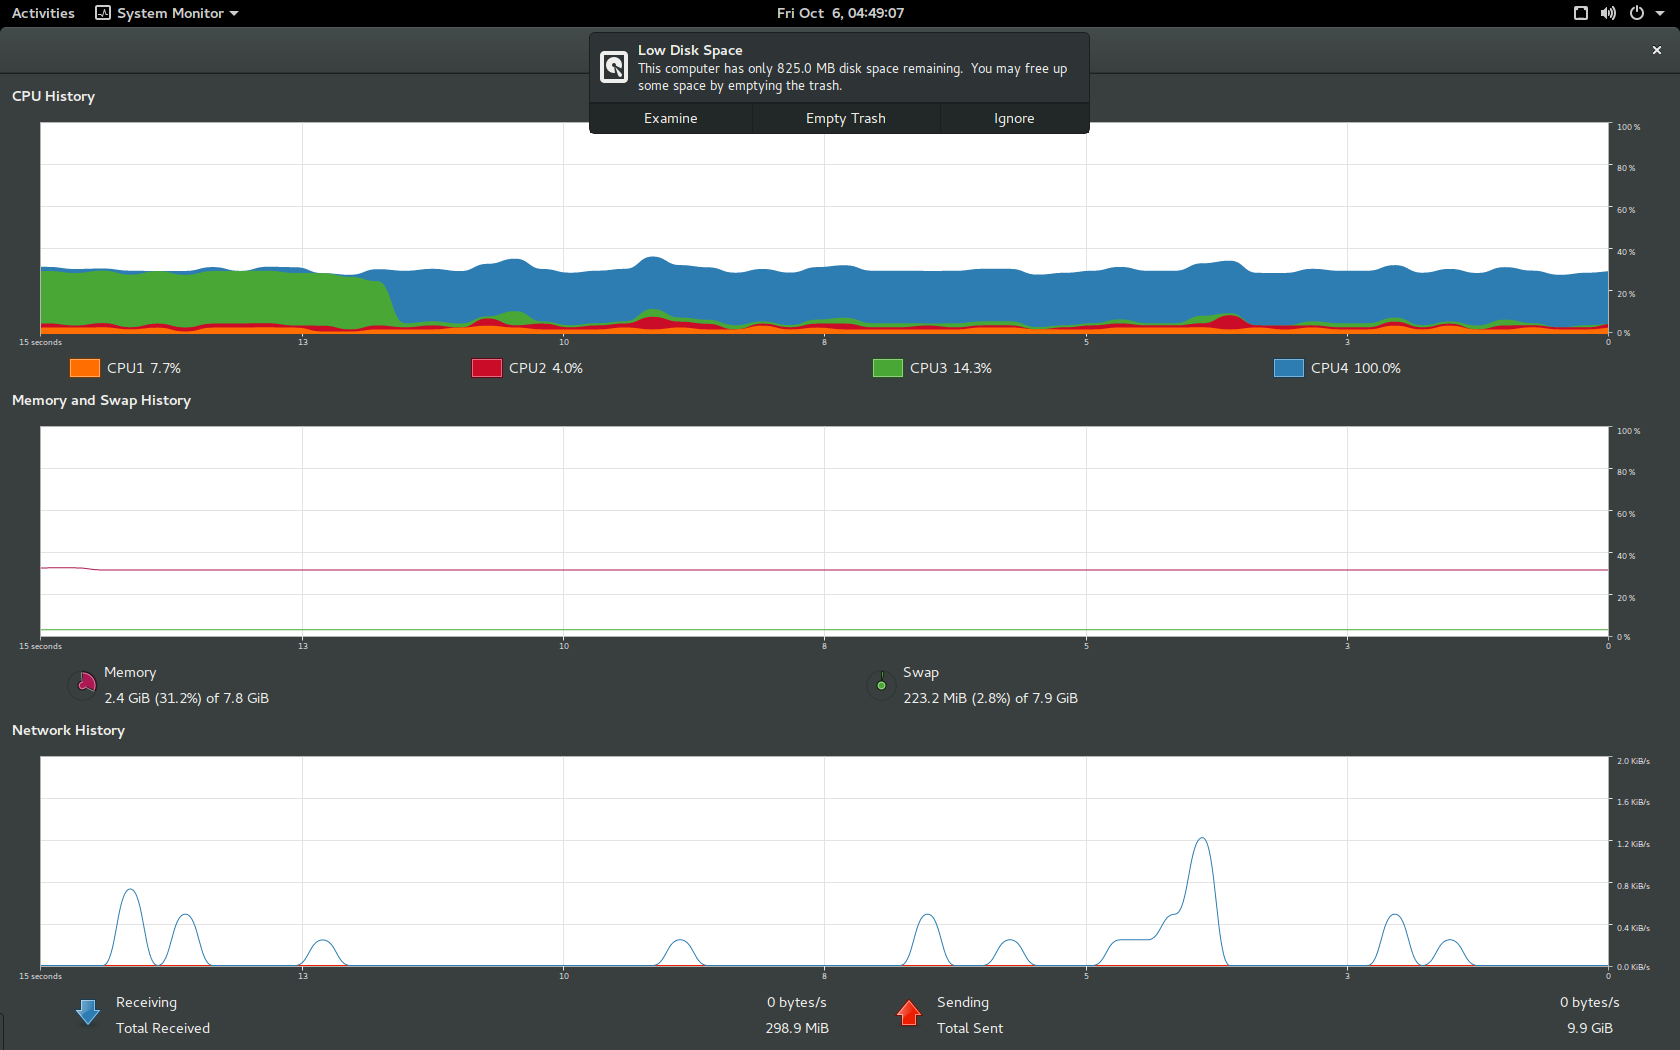 Activities System Monitor Fri Oct 6, 04:49:07
Low Disk Space
This computer has only 825.0 MB disk space remaining. You may free up
some space by emptying the trash.
Examine Empty Trash Ignore
CPU History
100 %
80 %
60 %
40 %
20 %
0 %
15 seconds 13 10 8 5 3 0
CPU1 7.7% CPU2 4.0% CPU3 14.3% CPU4 100.0%
Memory and Swap History
100 %
80 %
60 %
40 %
20 %
0 %
15 seconds 13 10 8 5 3 0
Memory
2.4 GiB (31.2%) of 7.8 GiB
Swap
223.2 MiB (2.8%) of 7.9 GiB
Network History
2.0 KiB/s
1.6 KiB/s
1.2 KiB/s
0.8 KiB/s
0.4 KiB/s
0.0 KiB/s
15 seconds 13 10 8 5 3 0
Receiving 0 bytes/s
Total Received 298.9 MiB
Sending 0 bytes/s
Total Sent 9.9 GiB